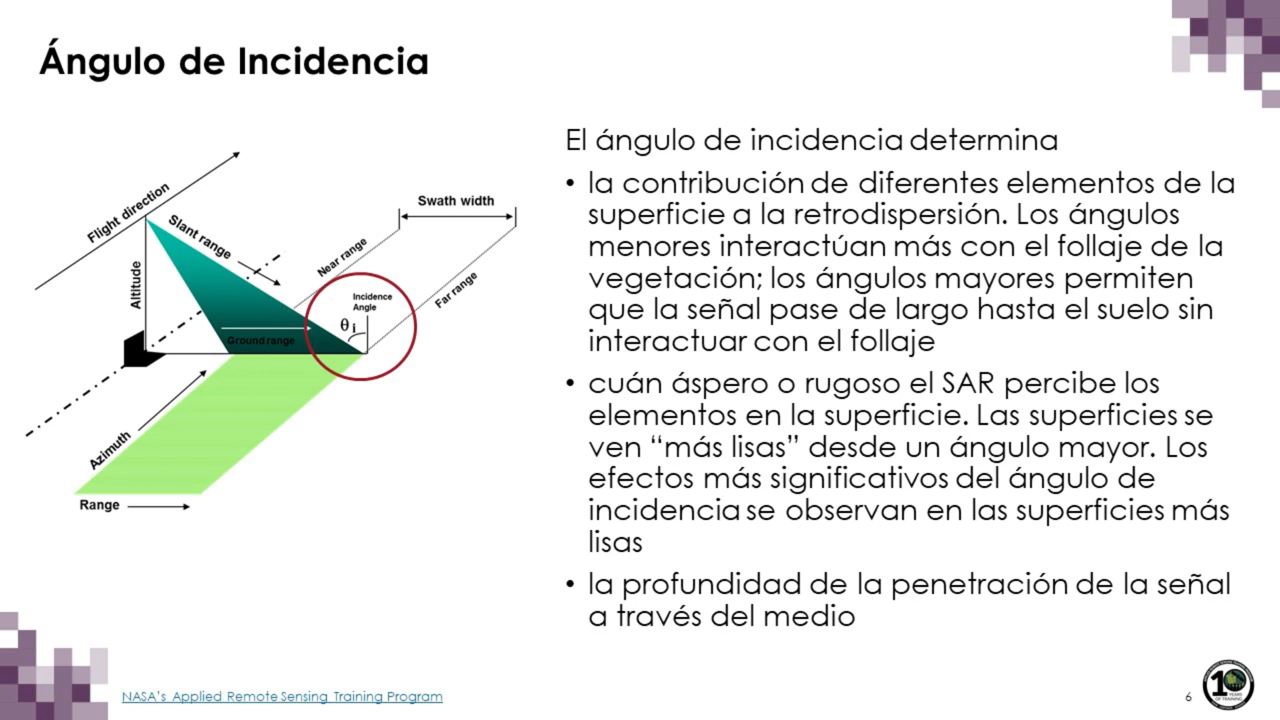 Ángulo de Incidencia
Flight direction
Slant range
Altitude
Ground range
Near range
Swath width
Far range
Incidence
Angle
θ i
Azimuth
Range
El ángulo de incidencia determina
• la contribución de diferentes elementos de la
superficie a la retrodispersión. Los ángulos
menores interactúan más con el follaje de la
vegetación; los ángulos mayores permiten
que la señal pase de largo hasta el suelo sin
interactuar con el follaje
• cuán áspero o rugoso el SAR percibe los
elementos en la superficie. Las superficies se
ven “más lisas” desde un ángulo mayor. Los
efectos más significativos del ángulo de
incidencia se observan en las superficies más
lisas
• la profundidad de la penetración de la señal
a través del medio
NASA’s Applied Remote Sensing Training Program
6
10
YEARS
OF TRAINING